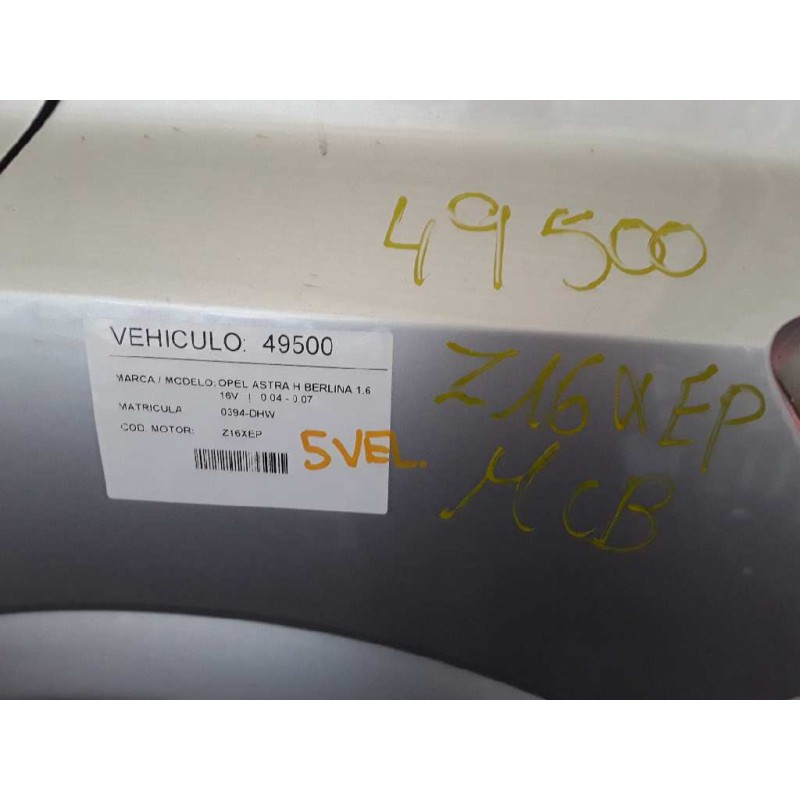 49500
VEHICULO: 49500
MARCA / MODELO: OPEL ASTRA H BERLINA 1.6
16V | 0.04 - 0.07
MATRICULA 0394-DHW
COD. MOTOR: Z16XEP
5VEL.
Z16XEP
MCB